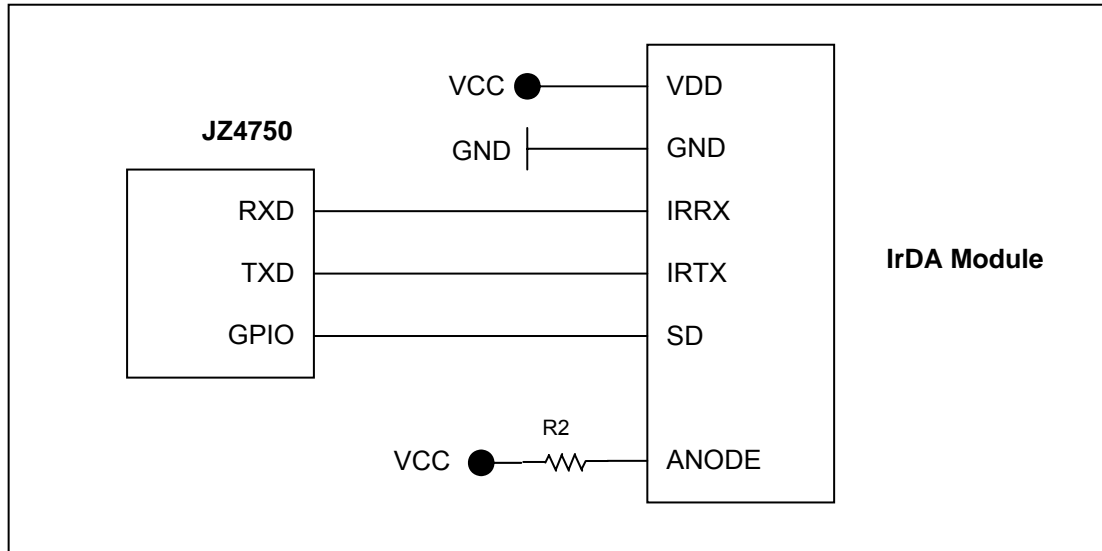 VCC
VDD
JZ4750
GND
GND
RXD
IRRX
TXD
IRTX
IrDA Module
GPIO
SD
R2
VCC
ANODE